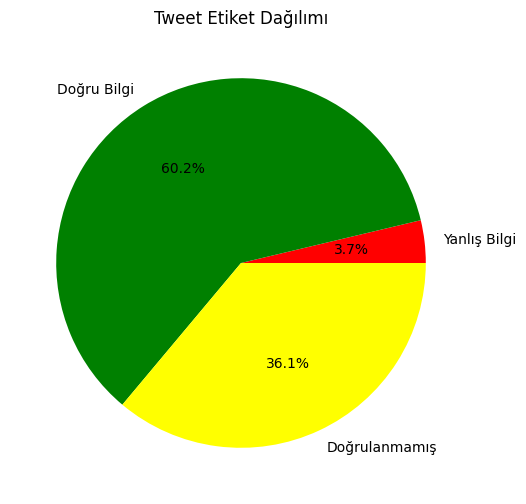 Tweet Etiket Dağılımı
Doğru Bilgi
60.2%
Yanlış Bilgi
3.7%
36.1%
Doğrulanmamış